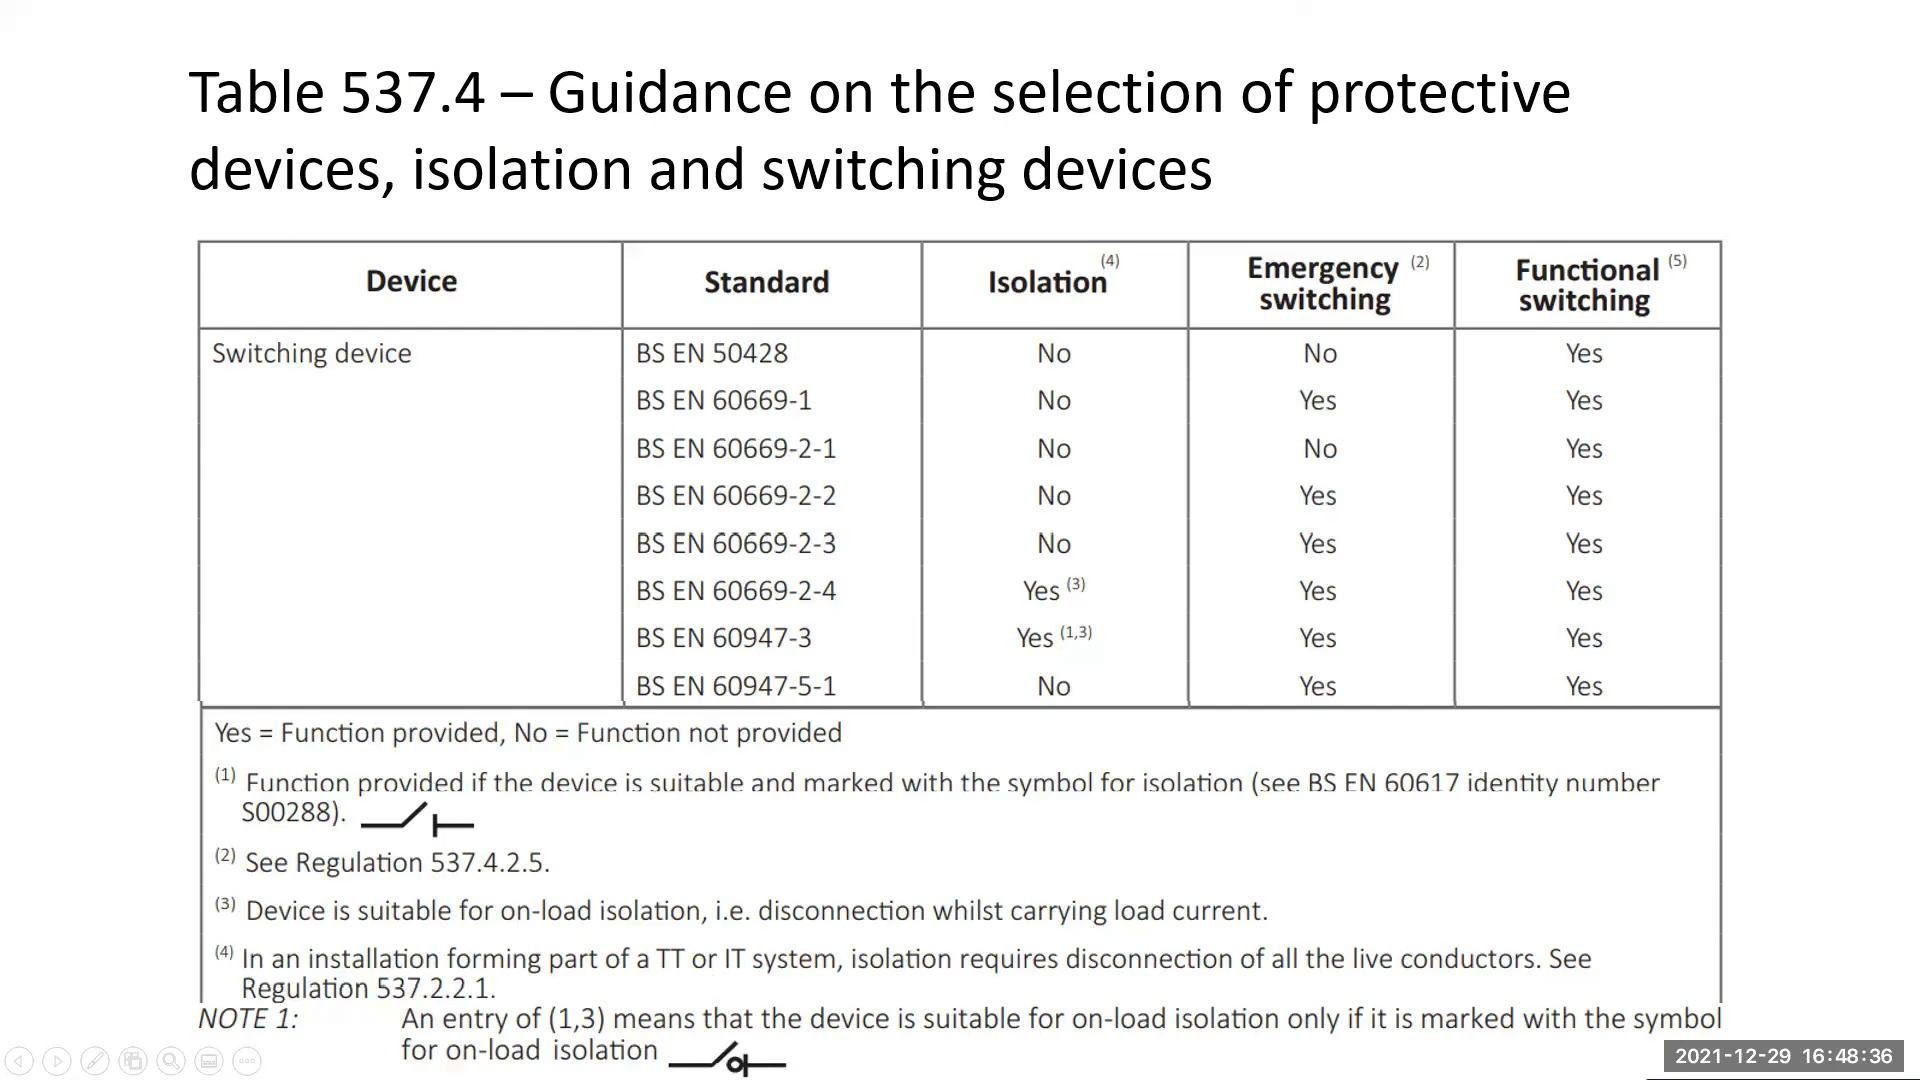 Table 537.4 – Guidance on the selection of protective
devices, isolation and switching devices
Device Standard Isolation (4) Emergency switching (2) Functional switching (5)
Switching device BS EN 50428 No No Yes
BS EN 60669-1 No Yes Yes
BS EN 60669-2-1 No No Yes
BS EN 60669-2-2 No Yes Yes
BS EN 60669-2-3 No Yes Yes
BS EN 60669-2-4 Yes (3) Yes Yes
BS EN 60947-3 Yes (1,3) Yes Yes
BS EN 60947-5-1 No Yes Yes
Yes = Function provided, No = Function not provided
(1) Function provided if the device is suitable and marked with the symbol for isolation (see BS EN 60617 identity number
S00288).
(2) See Regulation 537.4.2.5.
(3) Device is suitable for on-load isolation, i.e. disconnection whilst carrying load current.
(4) In an installation forming part of a TT or IT system, isolation requires disconnection of all the live conductors. See
Regulation 537.2.2.1.
NOTE 1: An entry of (1,3) means that the device is suitable for on-load isolation only if it is marked with the symbol
for on-load isolation
2021-12-29 16:48:36